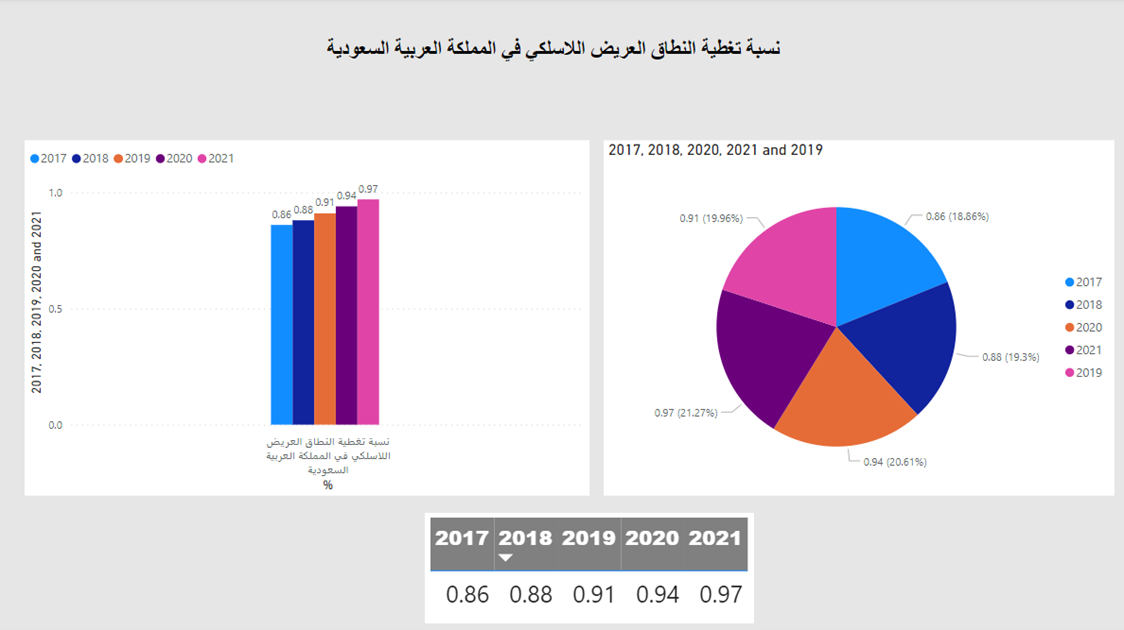 نسبة تغطية النطاق العريض اللاسلكي في المملكة العربية السعودية
2017 2018 2019 2020 2021
2017, 2018, 2019, 2020 and 2021
1.0
0.5
0.0
0.86 0.88 0.91 0.94 0.97
نسبة تغطية النطاق العريض
اللاسلكي في المملكة العربية
السعودية
%
2017, 2018, 2020, 2021 and 2019
0.91 (19.96%)
0.86 (18.86%)
0.88 (19.3%)
0.97 (21.27%)
0.94 (20.61%)
2017
2018
2020
2021
2019
2017 2018 2019 2020 2021
0.86 0.88 0.91 0.94 0.97